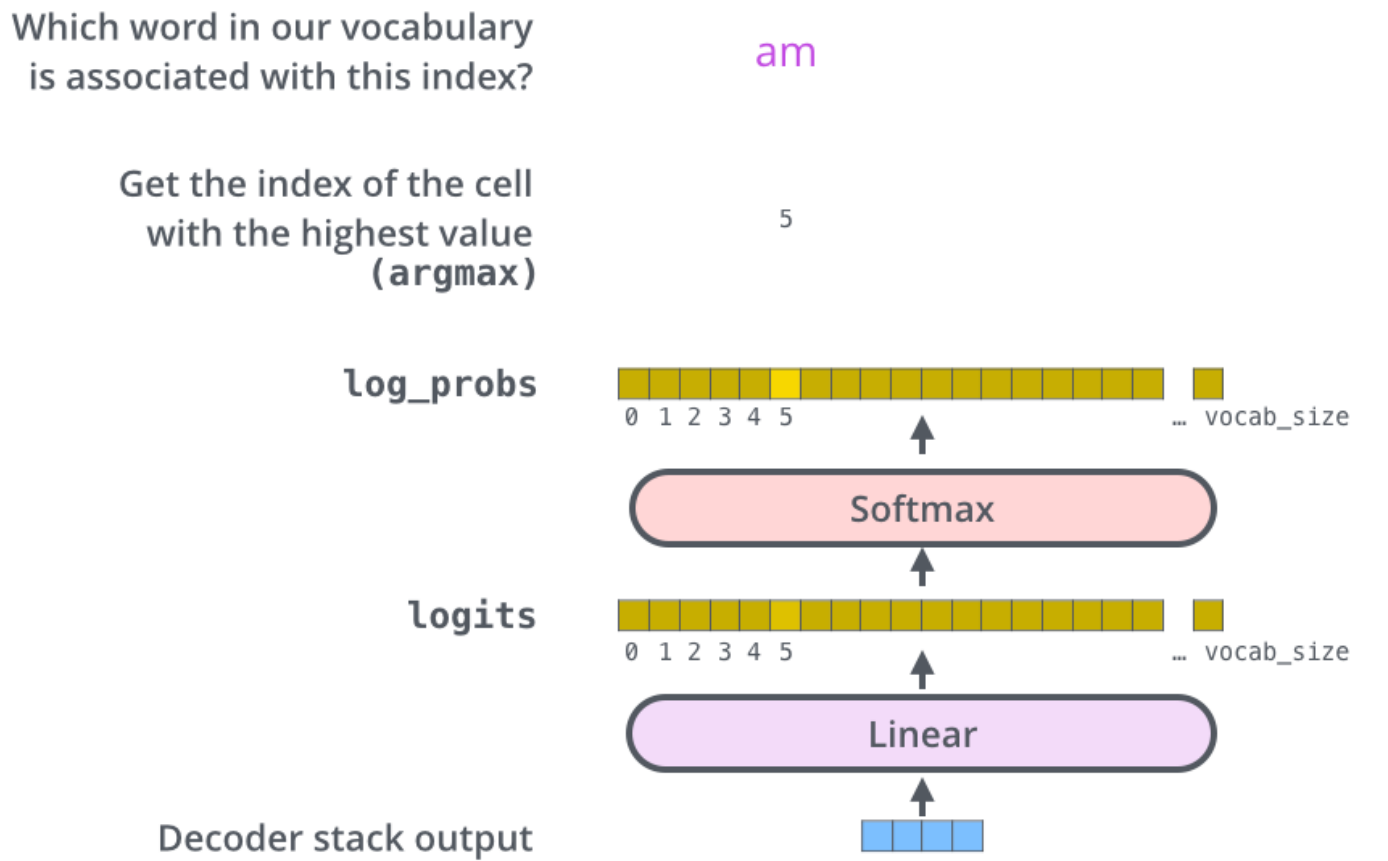 Which word in our vocabulary
is associated with this index?
am
Get the index of the cell
with the highest value
(argmax)
5
log_probs
0 1 2 3 4 5 … vocab_size
Softmax
logits
0 1 2 3 4 5 … vocab_size
Linear
Decoder stack output